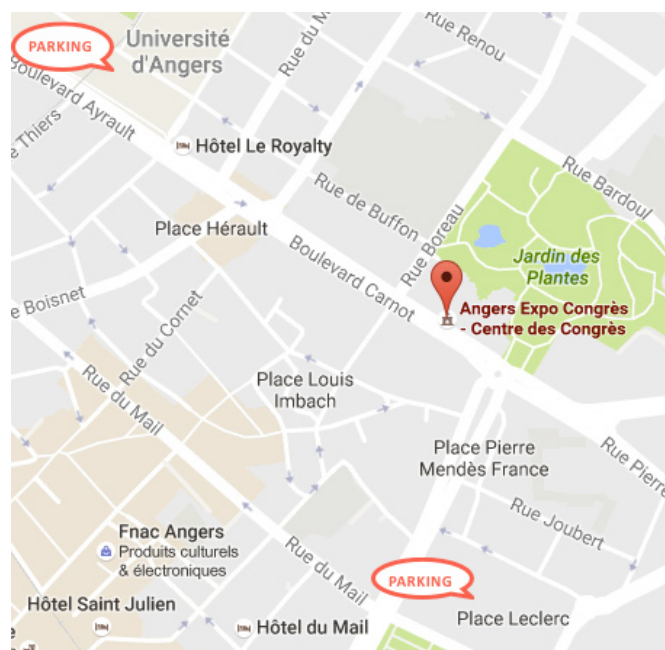 PARKING
Université
d'Angers
Rue du M
Rue Renou
Boulevard Ayrault
e Thiers
Hôtel Le Royalty
Rue Bardoul
Rue de Buffon
Place Hérault
Rue Boreau
Boulevard Carnot
Jardin des
Plantes
Angers Expo Congrès
- Centre des Congrès
e Boisnet
Rue du Cornet
Rue du Mail
Place Louis
Imbach
Place Pierre
Mendès France
Rue Pierre
Rue Joubert
Fnac Angers
Produits culturels
& électroniques
Rue du Mail
PARKING
Hôtel Saint Julien
Hôtel du Mail
Place Leclerc
e